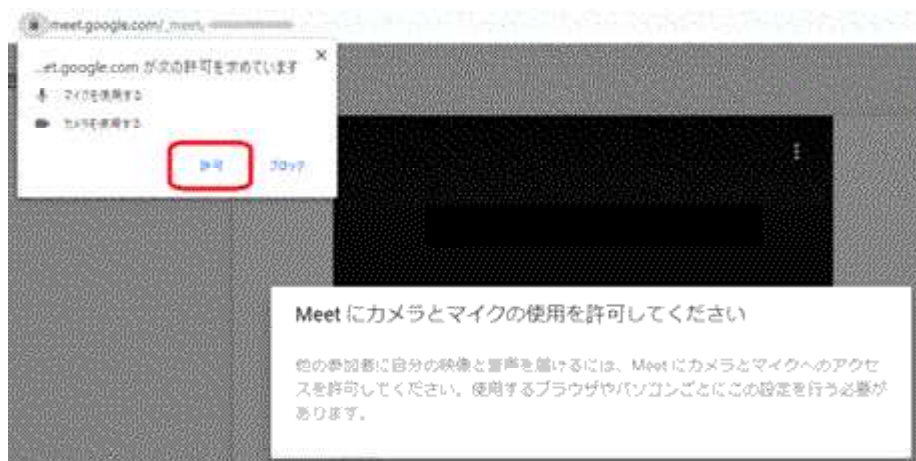 meet.google.com/_meet/
...et.google.com が次の許可を求めています
×
マイクを使用する
カメラを使用する
許可
ブロック
Meet にカメラとマイクの使用を許可してください
他の参加者に自分の映像と音声を届けるには、Meet にカメラとマイクへのアクセ
スを許可してください。使用するブラウザやパソコンごとにこの設定を行う必要が
あります。